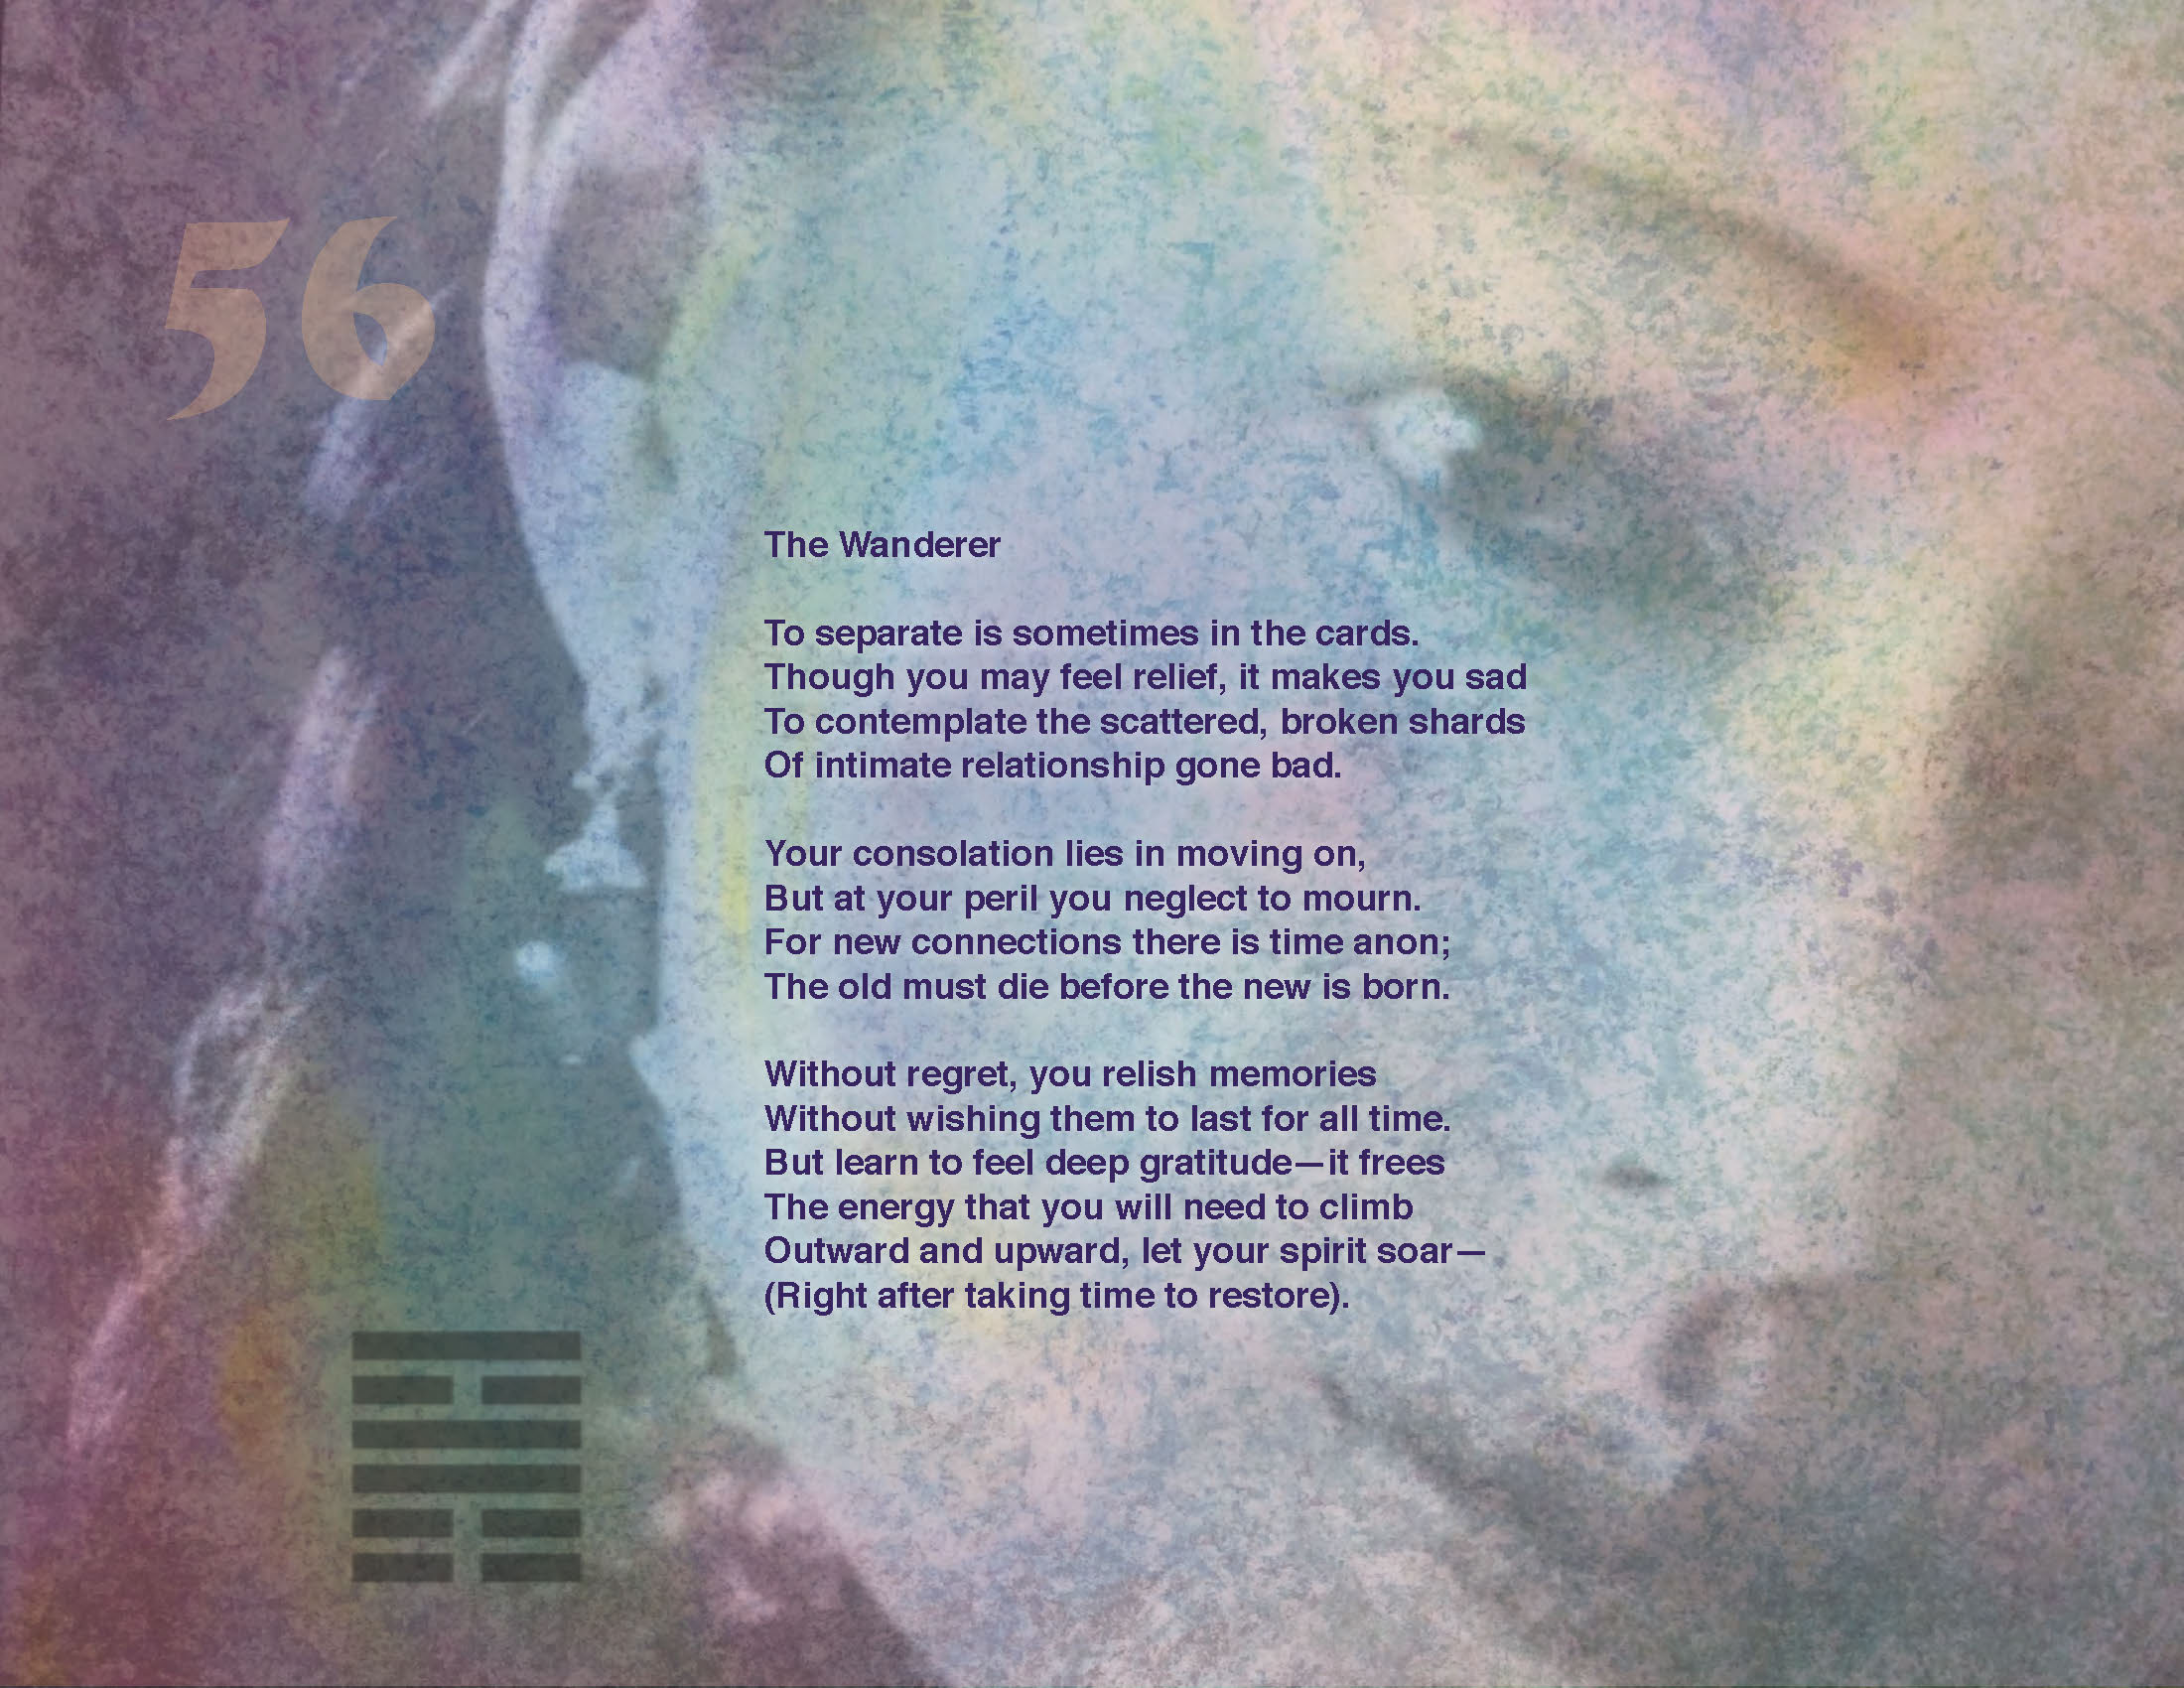 56
The Wanderer
To separate is sometimes in the cards.
Though you may feel relief, it makes you sad
To contemplate the scattered, broken shards
Of intimate relationship gone bad.
Your consolation lies in moving on,
But at your peril you neglect to mourn.
For new connections there is time anon;
The old must die before the new is born.
Without regret, you relish memories
Without wishing them to last for all time.
But learn to feel deep gratitude—it frees
The energy that you will need to climb
Outward and upward, let your spirit soar—
(Right after taking time to restore).